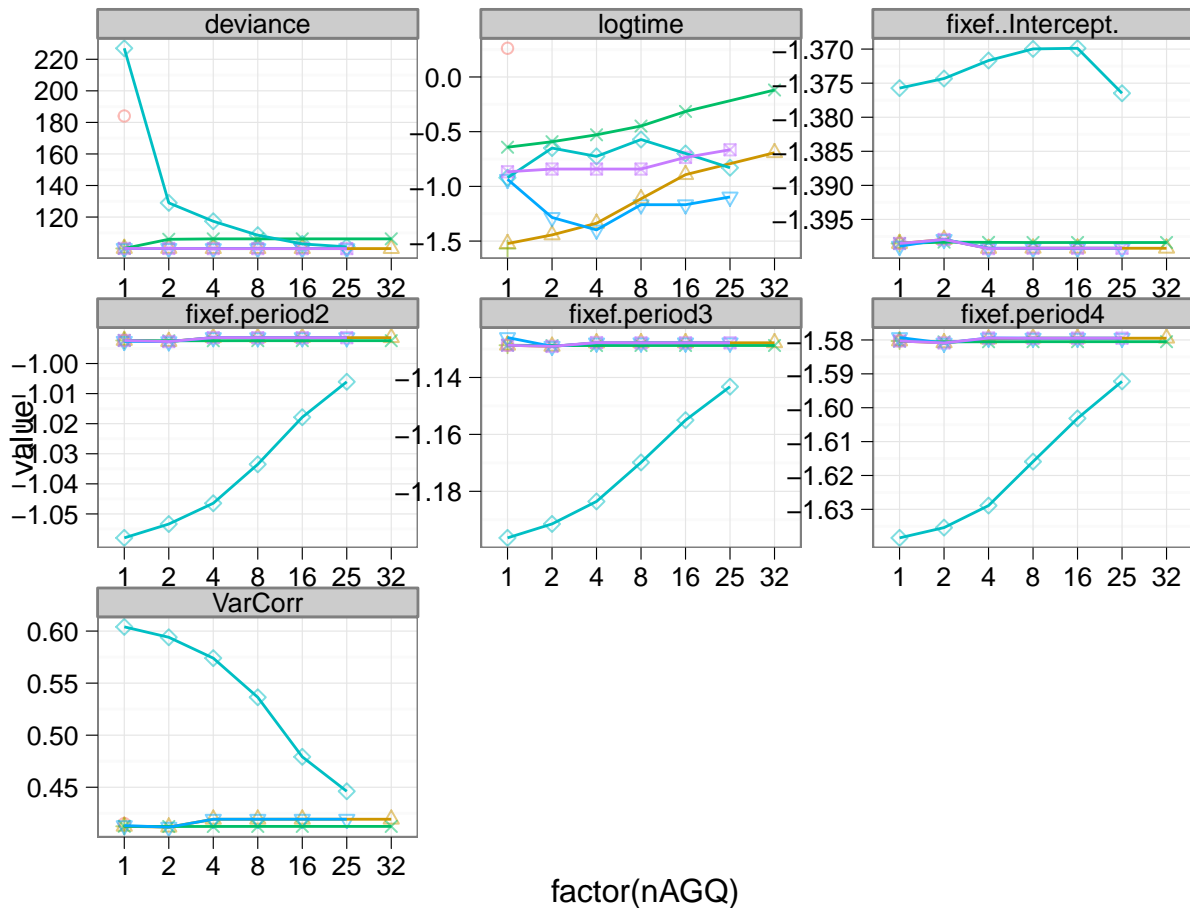 deviance
220
200
180
160
140
120
1 2 4 8 16 25 32
logtime
0.0
−0.5
−1.0
−1.5
1 2 4 8 16 25 32
fixef..Intercept.
−1.370
−1.375
−1.380
−1.385
−1.390
−1.395
1 2 4 8 16 25 32
fixef.period2
−1.00
−1.01
−1.02
−1.03
−1.04
−1.05
1 2 4 8 16 25 32
fixef.period3
−1.14
−1.16
−1.18
1 2 4 8 16 25 32
fixef.period4
−1.58
−1.59
−1.60
−1.61
−1.62
−1.63
1 2 4 8 16 25 32
VarCorr
0.60
0.55
0.50
0.45
1 2 4 8 16 25 32
value
factor(nAGQ)